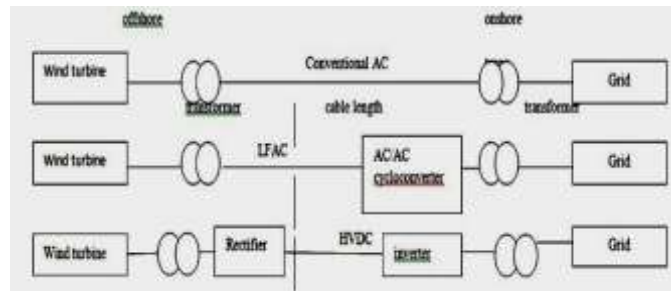 offshore onshore
Wind turbine Conventional AC Grid
transformer cable length transformer
Wind turbine LFAC AC/AC cycloconverter Grid
Wind turbine Rectifier HVDC inverter Grid